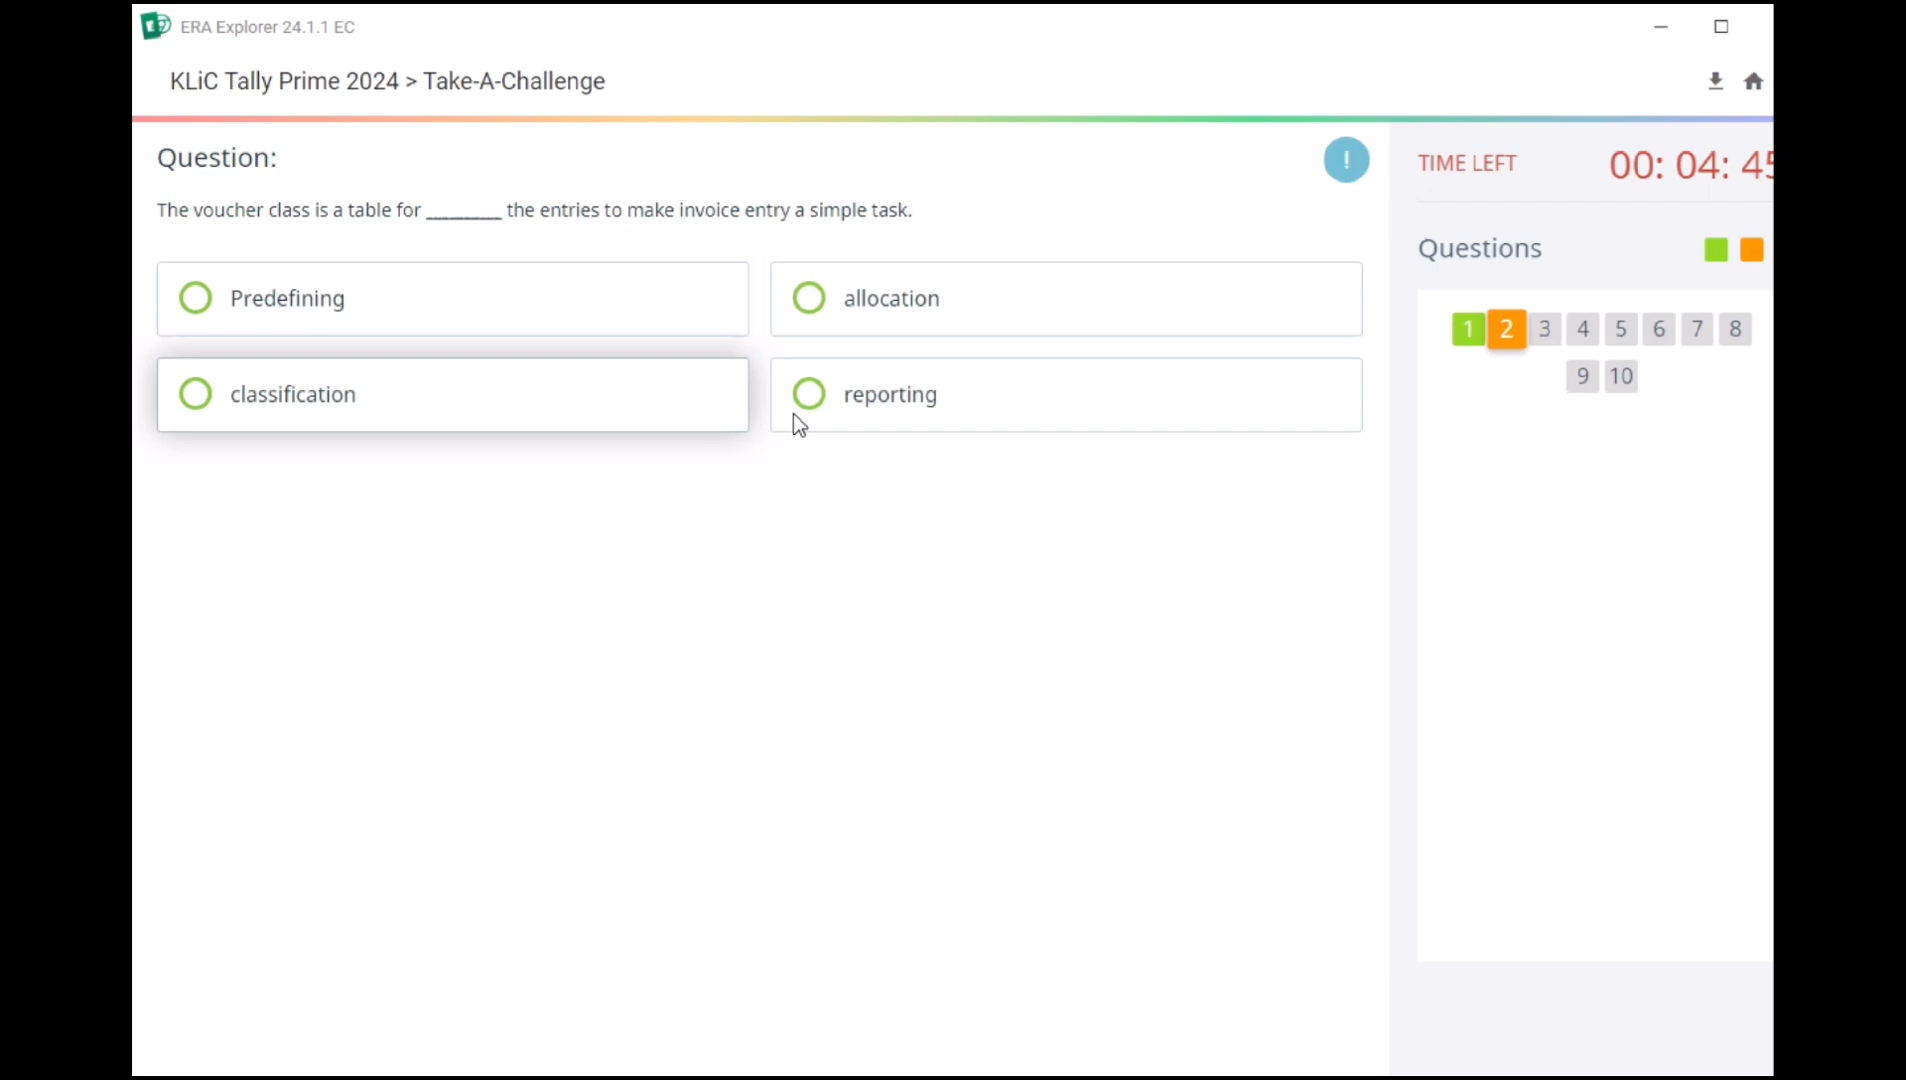 ERA Explorer 24.1.1 EC
KLiC Tally Prime 2024 > Take-A-Challenge
Question:
!
TIME LEFT 00: 04: 45
The voucher class is a table for ________ the entries to make invoice entry a simple task.
Questions
Predefining
allocation
1 2 3 4 5 6 7 8
9 10
classification
reporting